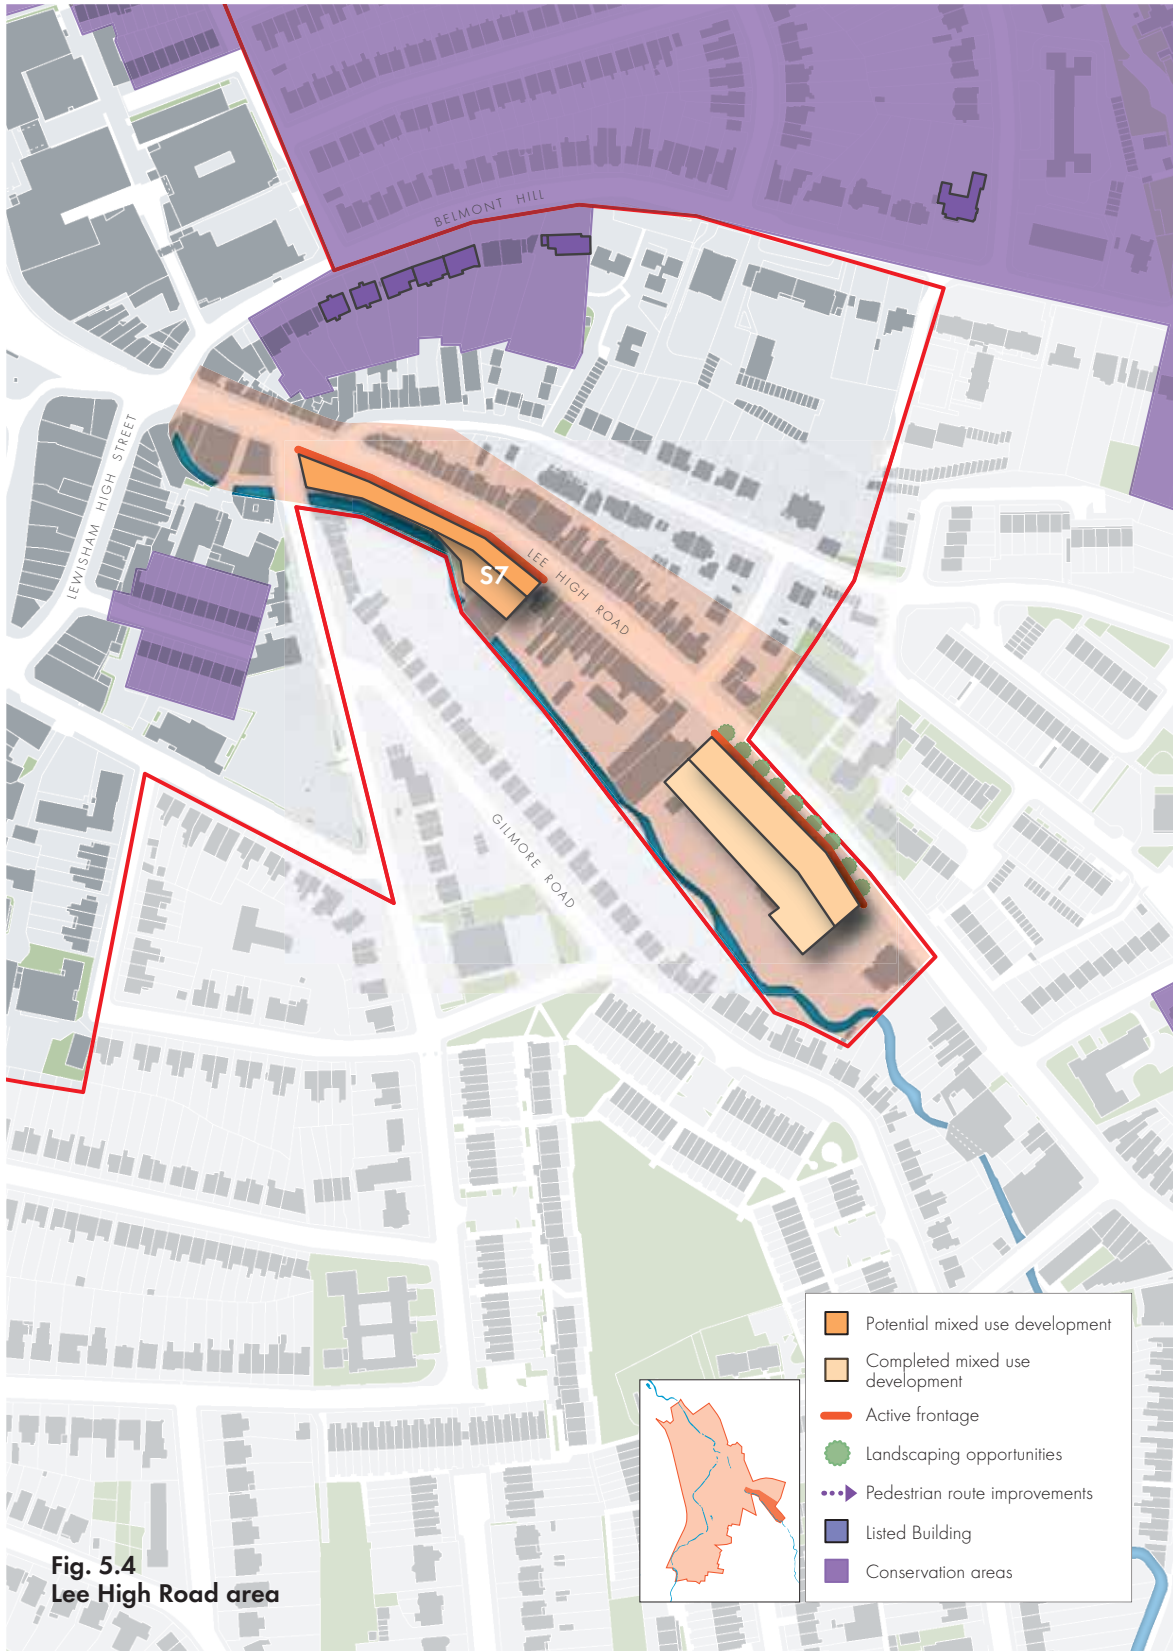 BELMONT HILL
LEWISHAM HIGH STREET
LEE HIGH ROAD
S7
GILMORE ROAD
Potential mixed use development
Completed mixed use
development
Active frontage
Landscaping opportunities
Pedestrian route improvements
Listed Building
Conservation areas
Fig. 5.4
Lee High Road area